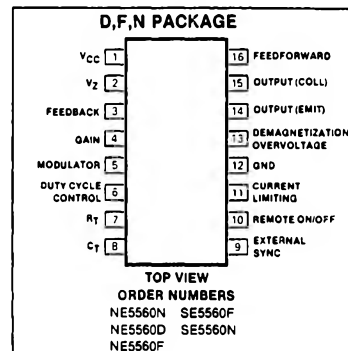 D,F,N PACKAGE
VCC 1
VZ 2
FEEDBACK 3
GAIN 4
MODULATOR 5
DUTY CYCLE
CONTROL 6
RT 7
CT 8
16 FEEDFORWARD
15 OUTPUT (COLL)
14 OUTPUT (EMIT)
13 DEMAGNETIZATION
OVERVOLTAGE
12 GND
11 CURRENT
LIMITING
10 REMOTE ON/OFF
9 EXTERNAL
SYNC
TOP VIEW
ORDER NUMBERS
NE5560N SE5560F
NE5560D SE5560N
NE5560F